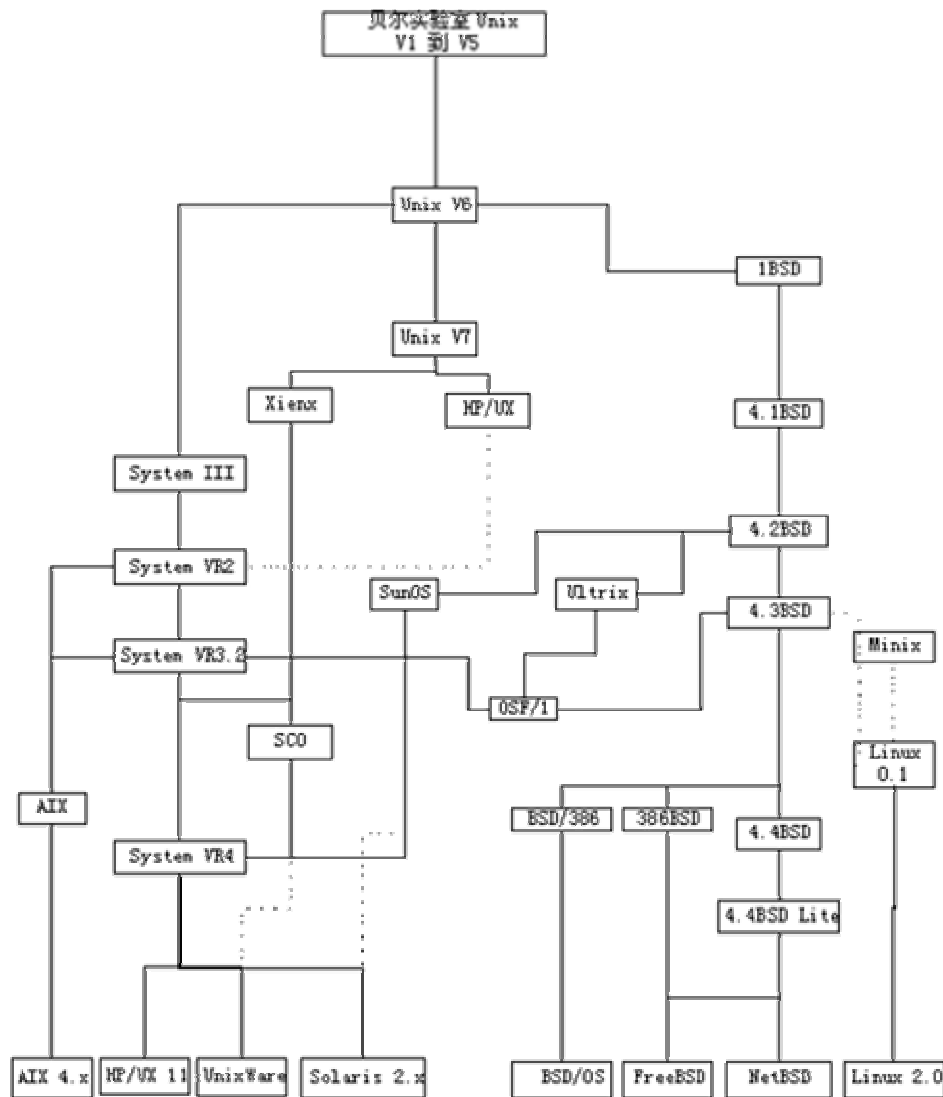 贝尔实验室 Unix
V1 到 V5
Unix V6
1BSD
Unix V7
Xienx
HP/UX
4.1BSD
System III
4.2BSD
System VR2
SunOS
Ultrix
4.3BSD
System VR3.2
Minix
OSF/1
SCO
Linux
0.1
AIX
BSD/386
386BSD
4.4BSD
System VR4
4.4BSD Lite
AIX 4.x
HP/UX 11
UnixWare
Solaris 2.x
BSD/OS
FreeBSD
NetBSD
Linux 2.0